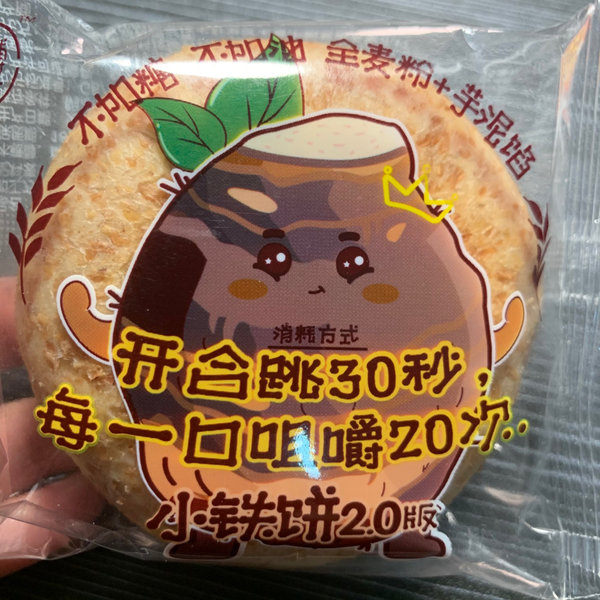 不加糖 不加油 全麦粉+芋泥馅
消耗方式
开合跳30秒,
每一口咀嚼20次..
小铁饼2.0版